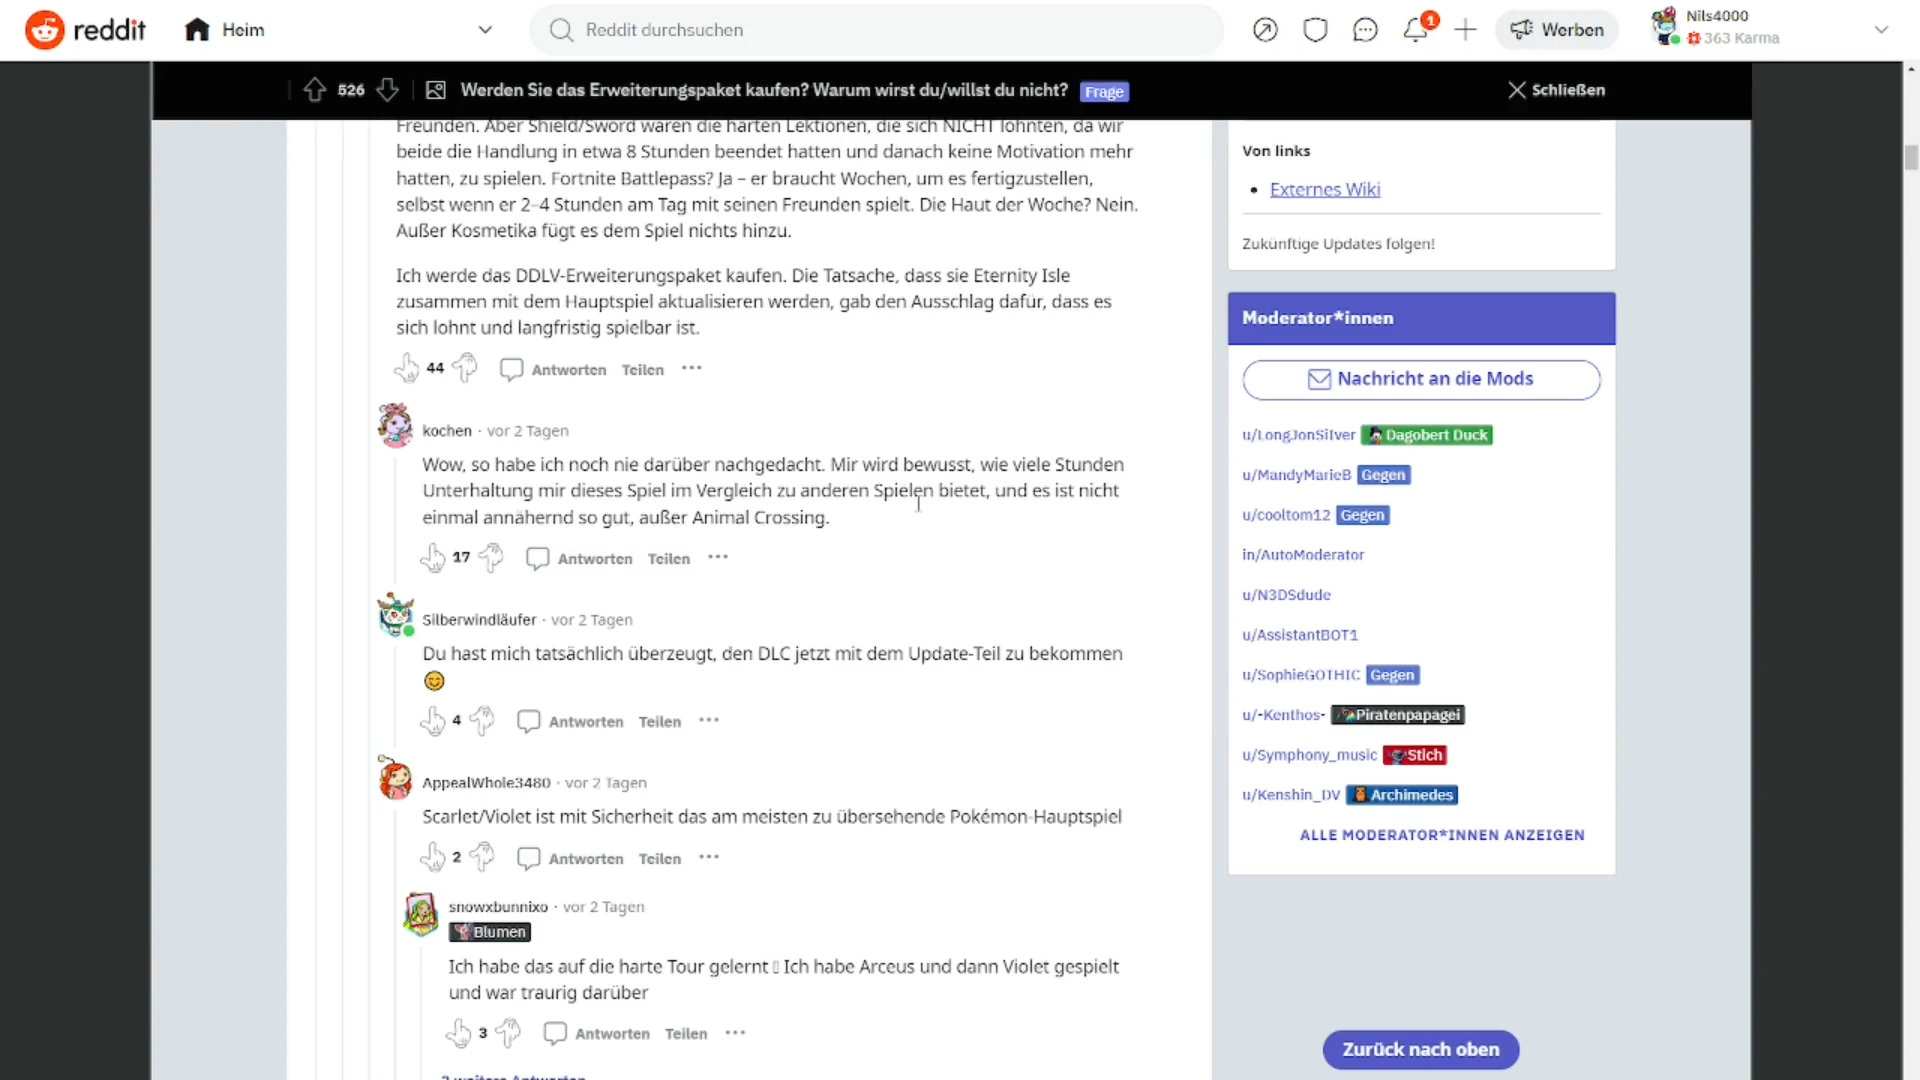 reddit
Heim
Reddit durchsuchen
1
Werben
Nils4000
363 Karma
526
Werden Sie das Erweiterungspaket kaufen? Warum wirst du/willst du nicht?
Frage
Schließen
Freunden. Aber Shield/Sword waren die harten Lektionen, die sich NICHT lohnten, da wir
beide die Handlung in etwa 8 Stunden beendet hatten und danach keine Motivation mehr
hatten, zu spielen. Fortnite Battlepass? Ja – er braucht Wochen, um es fertigzustellen,
selbst wenn er 2–4 Stunden am Tag mit seinen Freunden spielt. Die Haut der Woche? Nein.
Außer Kosmetika fügt es dem Spiel nichts hinzu.
Ich werde das DDLV-Erweiterungspaket kaufen. Die Tatsache, dass sie Eternity Isle
zusammen mit dem Hauptspiel aktualisieren werden, gab den Ausschlag dafür, dass es
sich lohnt und langfristig spielbar ist.
44
Antworten
Teilen
kochen · vor 2 Tagen
Wow, so habe ich noch nie darüber nachgedacht. Mir wird bewusst, wie viele Stunden
Unterhaltung mir dieses Spiel im Vergleich zu anderen Spielen bietet, und es ist nicht
einmal annähernd so gut, außer Animal Crossing.
17
Antworten
Teilen
Silberwindläufer · vor 2 Tagen
Du hast mich tatsächlich überzeugt, den DLC jetzt mit dem Update-Teil zu bekommen
😊
4
Antworten
Teilen
AppealWhole3480 · vor 2 Tagen
Scarlet/Violet ist mit Sicherheit das am meisten zu übersehende Pokémon-Hauptspiel
2
Antworten
Teilen
snowxbunnixo · vor 2 Tagen
Blumen
Ich habe das auf die harte Tour gelernt Ich habe Arceus und dann Violet gespielt
und war traurig darüber
3
Antworten
Teilen
weitere Antworten
Von links
• Externes Wiki
Zukünftige Updates folgen!
Moderator*innen
Nachricht an die Mods
u/LongJonSilver Dagobert Duck
u/MandyMarieB Gegen
u/cooltom12 Gegen
in/AutoModerator
u/N3DSdude
u/AssistantBOT1
u/SophieGOTHIC Gegen
u/-Kenthos- Piratenpapagei
u/Symphony_music Stich
u/Kenshin_DV Archimedes
ALLE MODERATOR*INNEN ANZEIGEN
Zurück nach oben